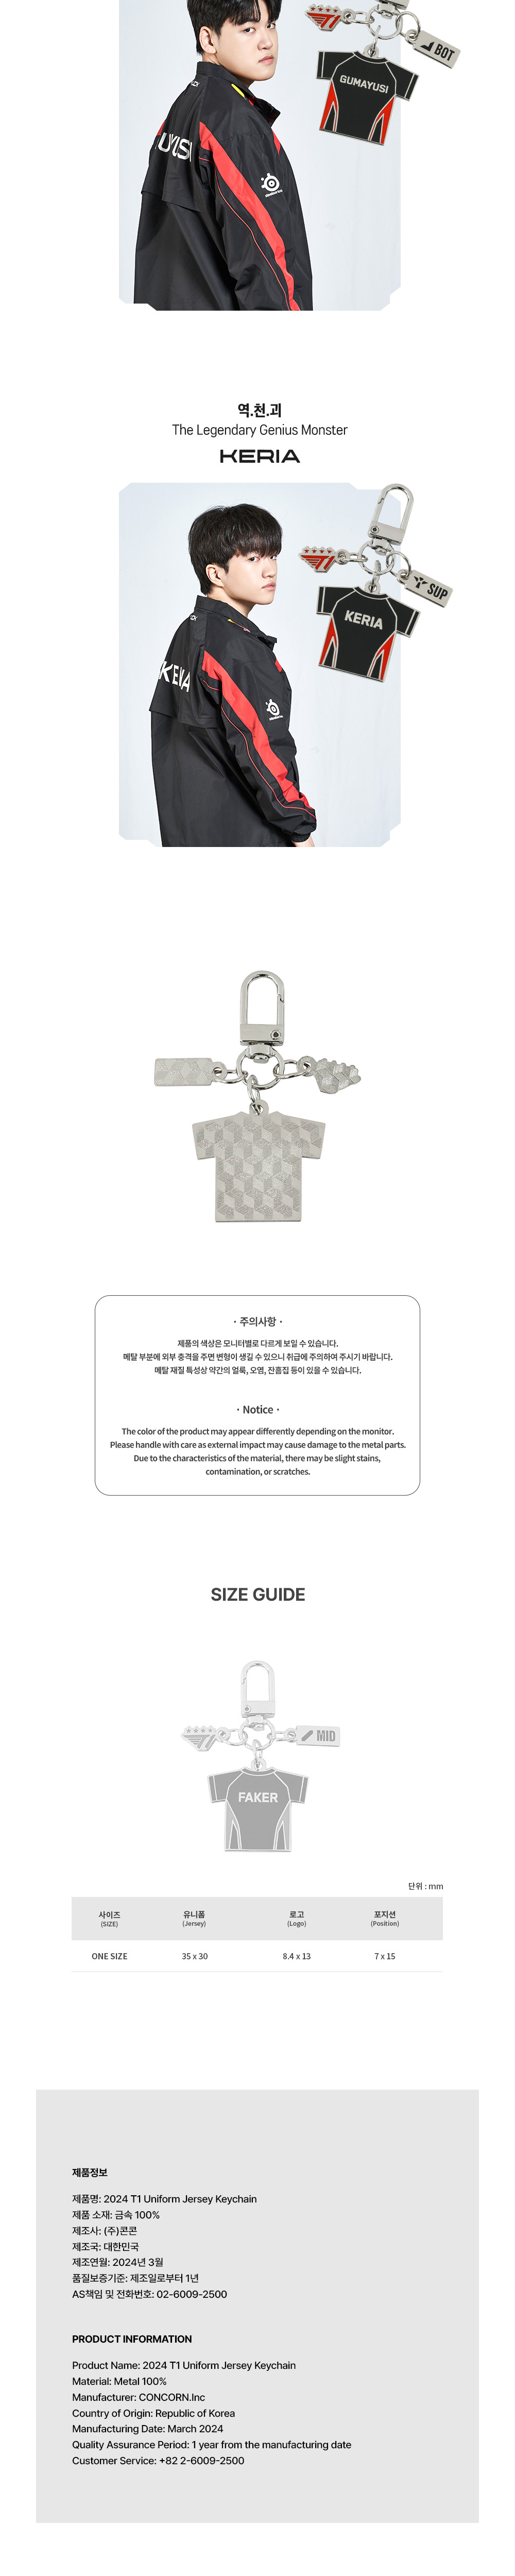 BOT
GUMAYUSI
UYUSI
역.천.괴
The Legendary Genius Monster
KERIA
SUP
KERIA
KERIA
· 주의사항 ·
제품의 색상은 모니터별로 다르게 보일 수 있습니다.
메탈 부분에 외부 충격을 주면 변형이 생길 수 있으니 취급에 주의하여 주시기 바랍니다.
메탈 재질 특성상 약간의 얼룩, 오염, 잔흠집 등이 있을 수 있습니다.
· Notice ·
The color of the product may appear differently depending on the monitor.
Please handle with care as external impact may cause damage to the metal parts.
Due to the characteristics of the material, there may be slight stains,
contamination, or scratches.
SIZE GUIDE
MID
FAKER
단위 : mm
사이즈 유니폼 로고 포지션
(SIZE) (Jersey) (Logo) (Position)
ONE SIZE 35 x 30 8.4 x 13 7 x 15
제품정보
제품명: 2024 T1 Uniform Jersey Keychain
제품 소재: 금속 100%
제조사: (주)콘콘
제조국: 대한민국
제조연월: 2024년 3월
품질보증기준: 제조일로부터 1년
AS책임 및 전화번호: 02-6009-2500
PRODUCT INFORMATION
Product Name: 2024 T1 Uniform Jersey Keychain
Material: Metal 100%
Manufacturer: CONCORN.Inc
Country of Origin: Republic of Korea
Manufacturing Date: March 2024
Quality Assurance Period: 1 year from the manufacturing date
Customer Service: +82 2-6009-2500